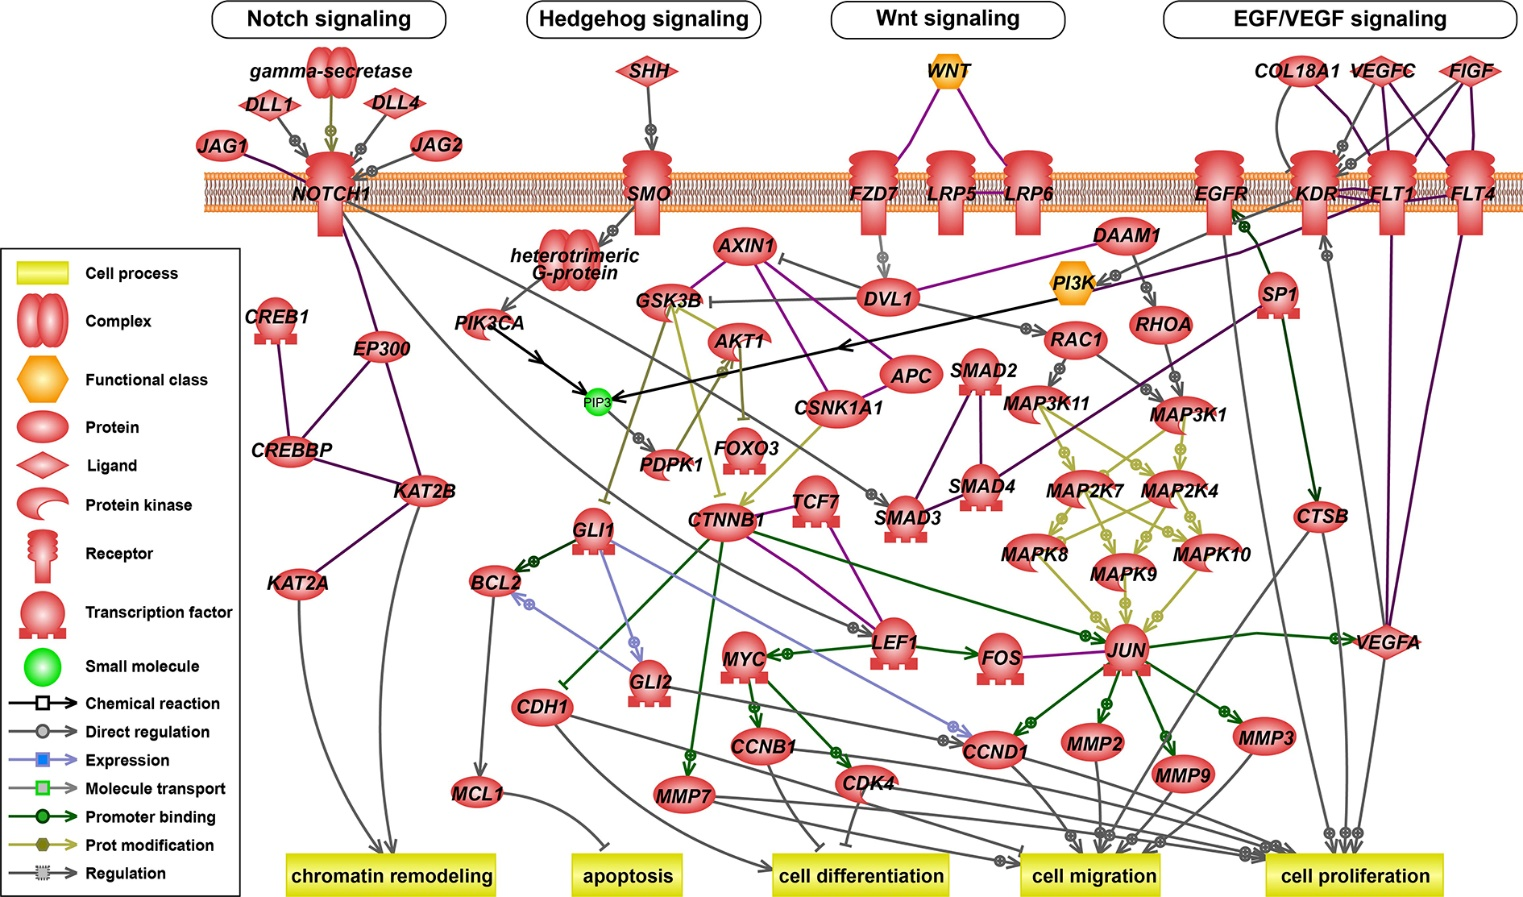 Notch signaling
Hedgehog signaling
Wnt signaling
EGF/VEGF signaling
gamma-secretase
SHH
WNT
COL18A1
VEGFC
FIGF
DLL1
DLL4
JAG1
JAG2
NOTCH1
SMO
FZD7
LRP5
LRP6
EGFR
KDR
FLT1
FLT4
heterotrimeric
G-protein
AXIN1
DAAM1
PI3K
SP1
GSK3B
DVL1
PIK3CA
AKT1
RAC1
RHOA
CREB1
EP300
APC
SMAD2
PIP3
CSNK1A1
MAP3K11
MAP3K1
CREBBP
PDPK1
FOXO3
KAT2B
SMAD4
MAP2K7
MAP2K4
TCF7
SMAD3
CTSB
GLI1
CTNNB1
MAPK8
MAPK9
MAPK10
KAT2A
BCL2
LEF1
MYC
FOS
JUN
VEGFA
GLI2
CDH1
CCNB1
CCND1
MMP2
MMP3
MMP9
MCL1
MMP7
CDK4
chromatin remodeling
apoptosis
cell differentiation
cell migration
cell proliferation
Cell process
Complex
Functional class
Protein
Ligand
Protein kinase
Receptor
Transcription factor
Small molecule
Chemical reaction
Direct regulation
Expression
Molecule transport
Promoter binding
Prot modification
Regulation